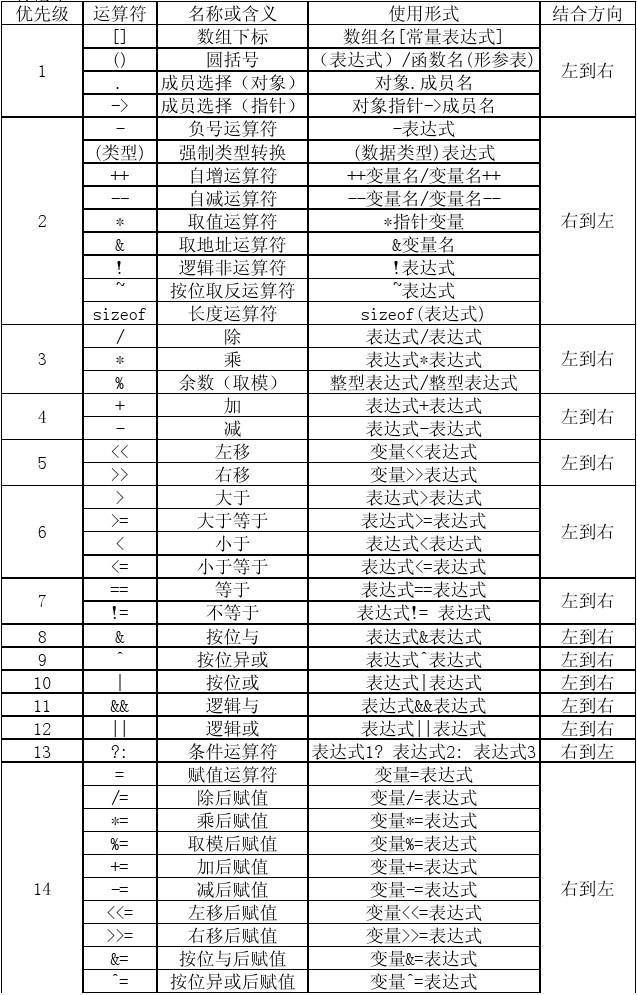 优先级 运算符 名称或含义 使用形式 结合方向
1 [] 数组下标 数组名[常量表达式] 左到右
() 圆括号 （表达式）/函数名(形参表)
. 成员选择（对象） 对象.成员名
-> 成员选择（指针） 对象指针->成员名
2 - 负号运算符 -表达式 右到左
(类型) 强制类型转换 (数据类型)表达式
++ 自增运算符 ++变量名/变量名++
-- 自减运算符 --变量名/变量名--
* 取值运算符 *指针变量
& 取地址运算符 &变量名
! 逻辑非运算符 !表达式
~ 按位取反运算符 ~表达式
sizeof 长度运算符 sizeof(表达式)
3 / 除 表达式/表达式 左到右
* 乘 表达式*表达式
% 余数（取模） 整型表达式/整型表达式
4 + 加 表达式+表达式 左到右
- 减 表达式-表达式
5 << 左移 变量<<表达式 左到右
>> 右移 变量>>表达式
6 > 大于 表达式>表达式 左到右
>= 大于等于 表达式>=表达式
< 小于 表达式<表达式
<= 小于等于 表达式<=表达式
7 == 等于 表达式==表达式 左到右
!= 不等于 表达式!= 表达式
8 & 按位与 表达式&表达式 左到右
9 ^ 按位异或 表达式^表达式 左到右
10 | 按位或 表达式|表达式 左到右
11 && 逻辑与 表达式&&表达式 左到右
12 || 逻辑或 表达式||表达式 左到右
13 ?: 条件运算符 表达式1? 表达式2: 表达式3 右到左
14 = 赋值运算符 变量=表达式 右到左
/= 除后赋值 变量/=表达式
*= 乘后赋值 变量*=表达式
%= 取模后赋值 变量%=表达式
+= 加后赋值 变量+=表达式
-= 减后赋值 变量-=表达式
<<= 左移后赋值 变量<<=表达式
>>= 右移后赋值 变量>>=表达式
&= 按位与后赋值 变量&=表达式
^= 按位异或后赋值 变量^=表达式